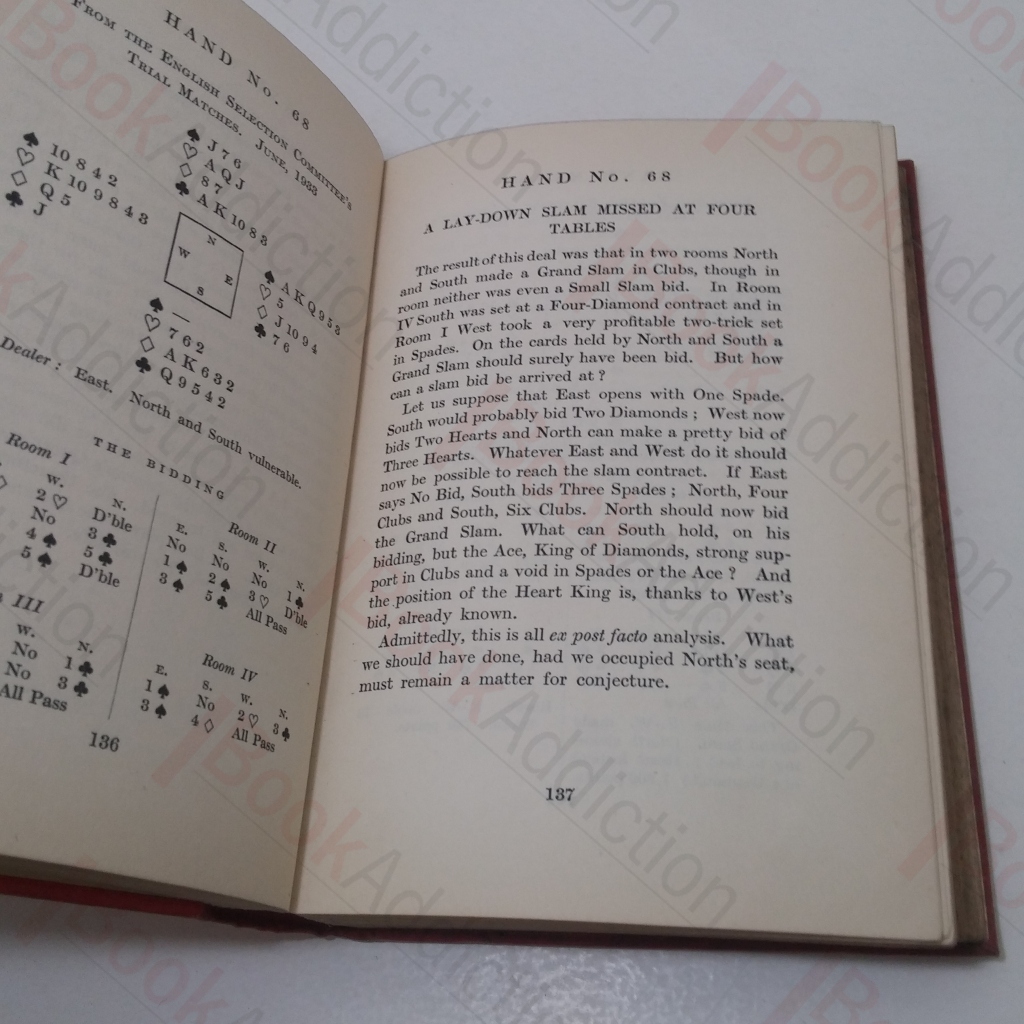 HAND No. 68
FROM THE ENGLISH SELECTION COMMITTEE'S
TRIAL MATCHES. JUNE, 1933
♠ J 7 6
♡ A Q J
♢ 8 7
♣ A K 10 8 3
♠ 10 8 4 2
♡ K 10 9 8 4 3
♢ Q 5
♣ J
N
W E
S
♠ A K Q 9 5 3
♡ 5
♢ J 10 9 4
♣ 7 6
♠ —
♡ 7 6 2
♢ A K 6 3 2
♣ Q 9 5 4 2
Dealer: East. North and South vulnerable.
THE BIDDING
Room I
W. N.
2 ♡ D'ble
No 3 ♣
4 ♠ 5 ♣
5 ♠ D'ble
Room II
E. S. W. N.
No No No 1 ♣
1 ♠ 2 ♠ 3 ♡ D'ble
3 ♠ 5 ♣ All Pass
III
W. N.
No 1 ♣
No 3 ♣
All Pass
Room IV
E. S. W. N.
1 ♠ No 2 ♡ 3 ♣
3 ♠ 4 ♢ All Pass
136
HAND No. 68
A LAY-DOWN SLAM MISSED AT FOUR
TABLES
The result of this deal was that in two rooms North
and South made a Grand Slam in Clubs, though in
room neither was even a Small Slam bid. In Room
IV South was set at a Four-Diamond contract and in
Room I West took a very profitable two-trick set
in Spades. On the cards held by North and South a
Grand Slam should surely have been bid. But how
can a slam bid be arrived at ?
Let us suppose that East opens with One Spade.
South would probably bid Two Diamonds ; West now
bids Two Hearts and North can make a pretty bid of
Three Hearts. Whatever East and West do it should
now be possible to reach the slam contract. If East
says No Bid, South bids Three Spades ; North, Four
Clubs and South, Six Clubs. North should now bid
the Grand Slam. What can South hold, on his
bidding, but the Ace, King of Diamonds, strong sup-
port in Clubs and a void in Spades or the Ace ? And
the position of the Heart King is, thanks to West's
bid, already known.
Admittedly, this is all ex post facto analysis. What
we should have done, had we occupied North's seat,
must remain a matter for conjecture.
137
BookAddiction